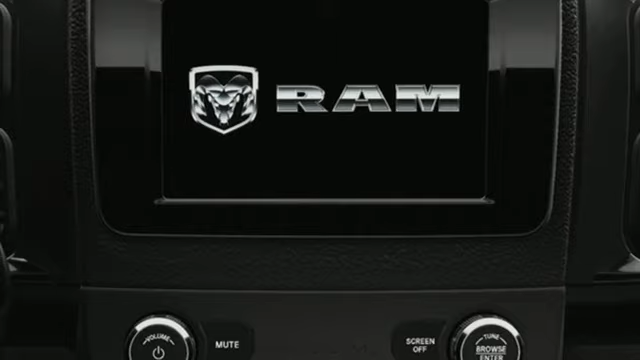 RAM
VOLUME
MUTE
SCREEN
OFF
TUNE
BROWSE
ENTER